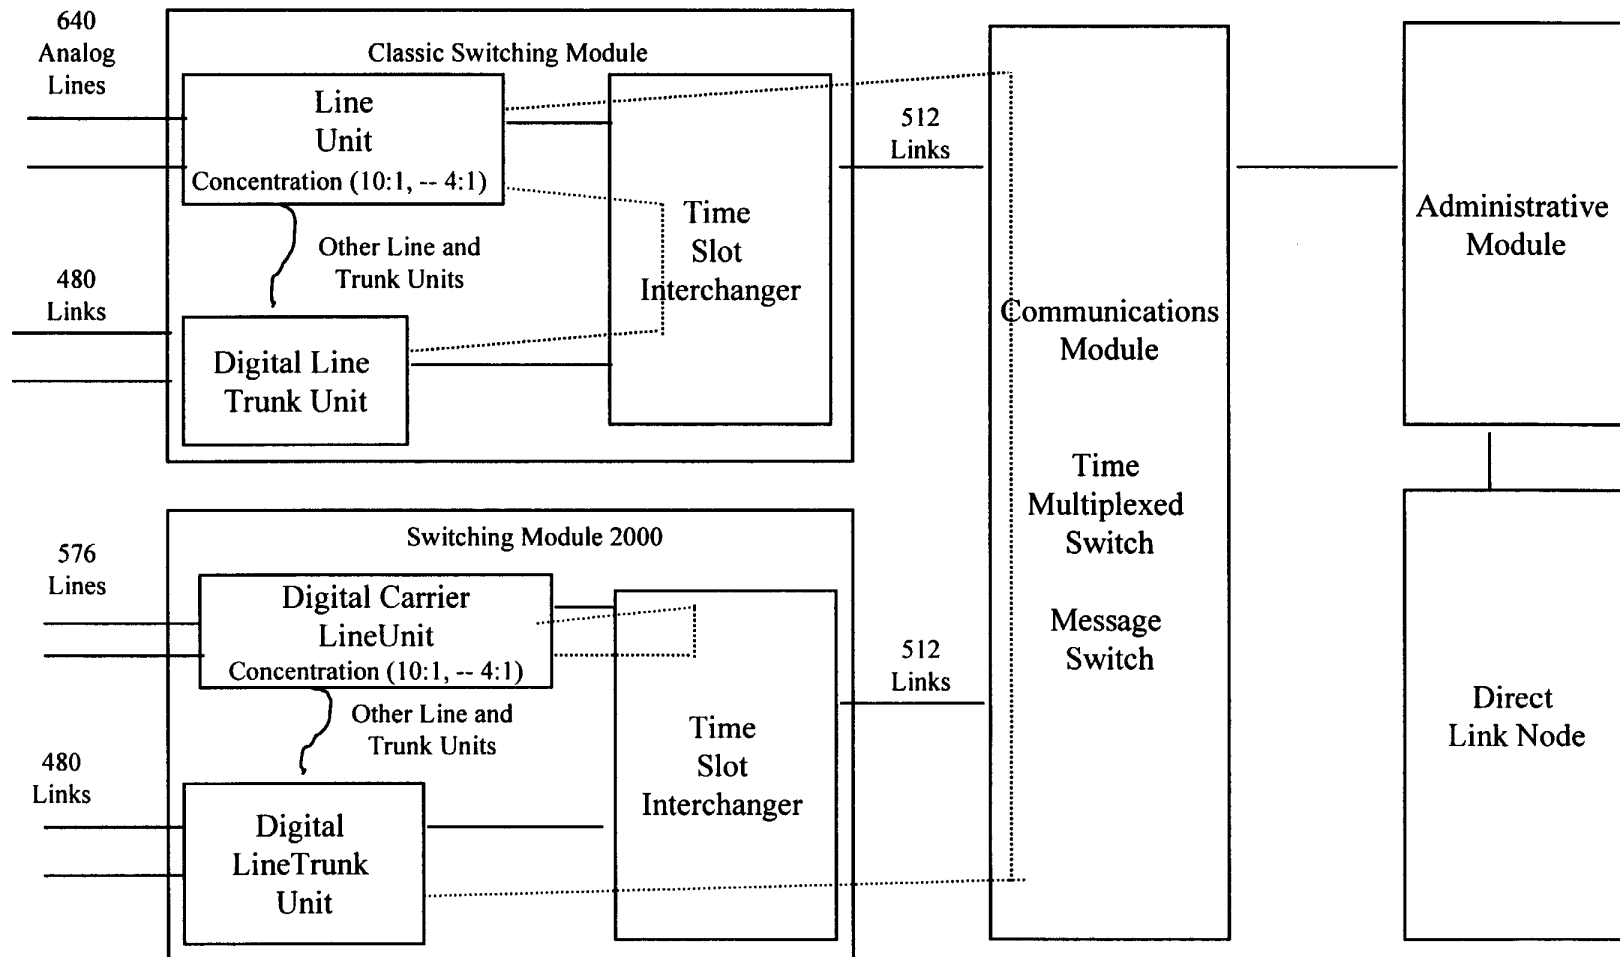 640
Analog
Lines
Classic Switching Module
Line
Unit
Concentration (10:1, -- 4:1)
Other Line and
Trunk Units
480
Links
Digital Line
Trunk Unit
Time
Slot
Interchanger
512
Links
Communications
Module
Time
Multiplexed
Switch
Message
Switch
Administrative
Module
Direct
Link Node
Switching Module 2000
576
Lines
Digital Carrier
LineUnit
Concentration (10:1, -- 4:1)
Other Line and
Trunk Units
480
Links
Digital
LineTrunk
Unit
Time
Slot
Interchanger
512
Links